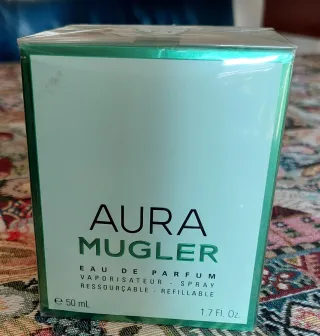 AURA
MUGLER
EAU DE PARFUM
VAPORISATEUR - SPRAY
RESSOURÇABLE - REFILLABLE
℮ 50 mL 1,7 Fl. Oz.